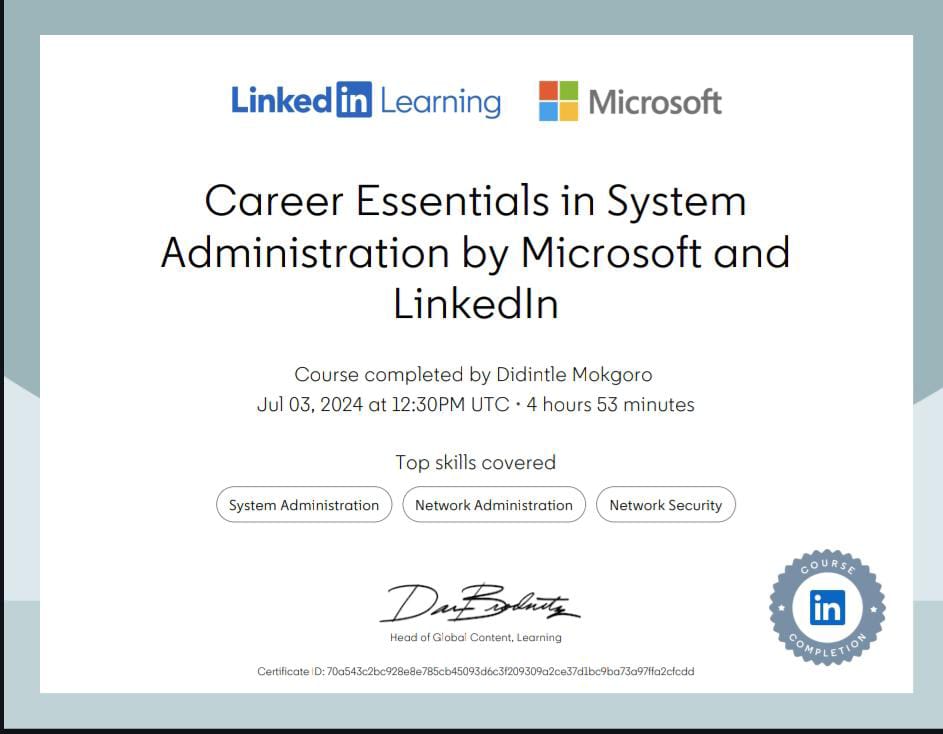 LinkedIn Learning Microsoft
Career Essentials in System
Administration by Microsoft and
LinkedIn
Course completed by Didintle Mokgoro
Jul 03, 2024 at 12:30PM UTC • 4 hours 53 minutes
Top skills covered
System Administration Network Administration Network Security
Head of Global Content, Learning
COURSE
in
COMPLETION
Certificate ID: 70a543c2bc928e8e785cb45093d6c3f209309a2ce37d1bc9ba73a97ffa2cfcdd